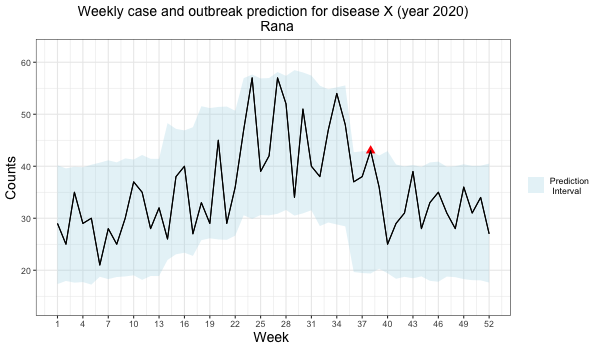 Weekly case and outbreak prediction for disease X (year 2020)
Rana
60
50
40
30
20
Counts
1 4 7 10 13 16 19 22 25 28 31 34 37 40 43 46 49 52
Week
Prediction
Interval